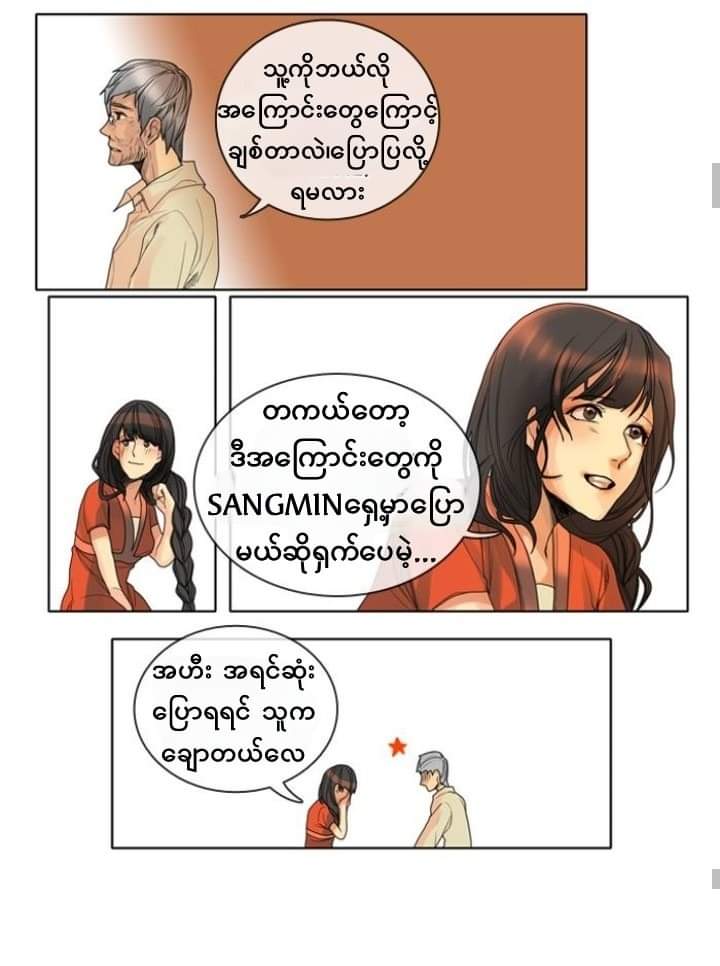 သူ့ကိုဘယ်လို
အကြောင်းတွေကြောင့်
ချစ်တာလဲ၊ပြောပြလို့
ရမလား
တကယ်တော့
ဒီအကြောင်းတွေကို
SANGMINရှေ့မှာပြော
မယ်ဆိုရှက်ပေမဲ့...
အဟီး အရင်ဆုံး
ပြောရရင် သူက
ချောတယ်လေ